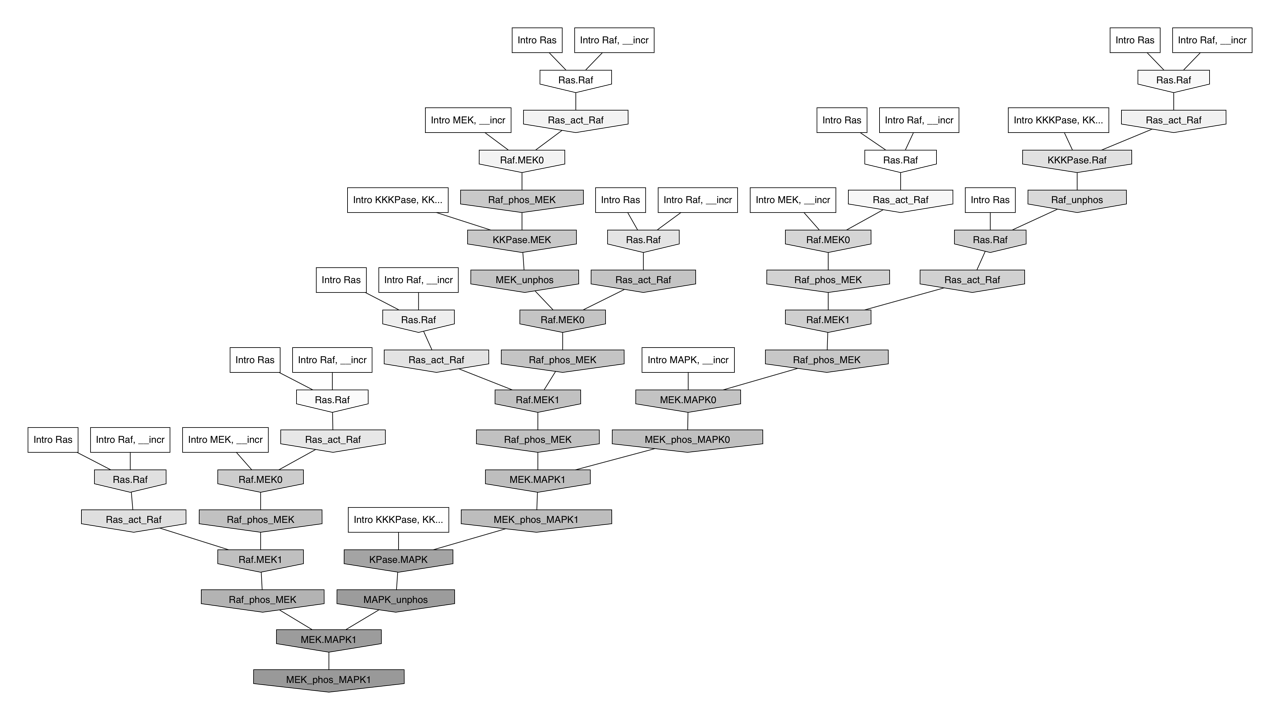 Intro Ras
Intro Raf, __incr
Intro Ras
Intro Raf, __incr
Ras.Raf
Ras.Raf
Intro MEK, __incr
Ras_act_Raf
Intro Ras
Intro Raf, __incr
Intro KKKPase, KK...
Ras_act_Raf
Raf.MEK0
Ras.Raf
KKKPase.Raf
Intro KKKPase, KK...
Raf_phos_MEK
Intro Ras
Intro Raf, __incr
Intro MEK, __incr
Ras_act_Raf
Intro Ras
Raf_unphos
KKPase.MEK
Ras.Raf
Raf.MEK0
Ras.Raf
Intro Ras
Intro Raf, __incr
MEK_unphos
Ras_act_Raf
Raf_phos_MEK
Ras_act_Raf
Ras.Raf
Raf.MEK0
Raf.MEK1
Intro Ras
Intro Raf, __incr
Ras_act_Raf
Raf_phos_MEK
Intro MAPK, __incr
Raf_phos_MEK
Ras.Raf
Raf.MEK1
MEK.MAPK0
Intro Ras
Intro Raf, __incr
Intro MEK, __incr
Ras_act_Raf
Raf_phos_MEK
MEK_phos_MAPK0
Ras.Raf
Raf.MEK0
MEK.MAPK1
Ras_act_Raf
Raf_phos_MEK
Intro KKKPase, KK...
MEK_phos_MAPK1
Raf.MEK1
KPase.MAPK
Raf_phos_MEK
MAPK_unphos
MEK.MAPK1
MEK_phos_MAPK1